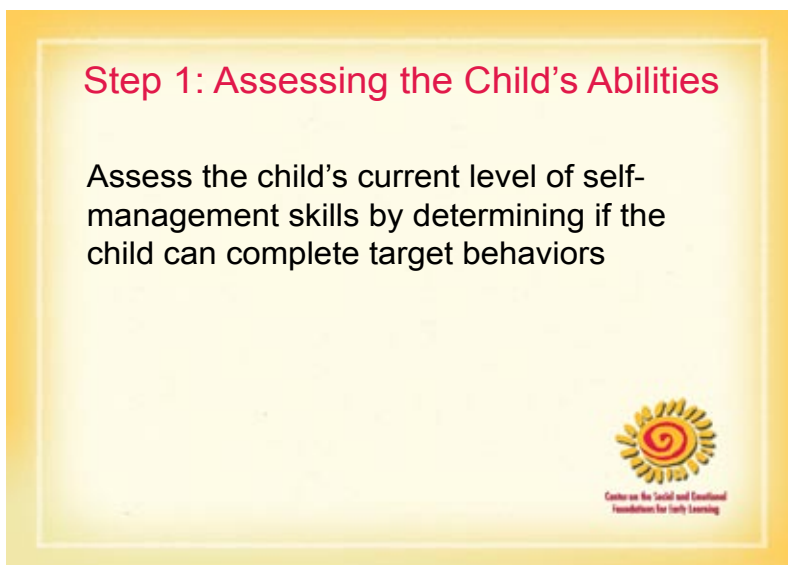 Step 1: Assessing the Child’s Abilities
Assess the child’s current level of self-
management skills by determining if the
child can complete target behaviors
Center on the Social and Emotional
Foundations for Early Learning